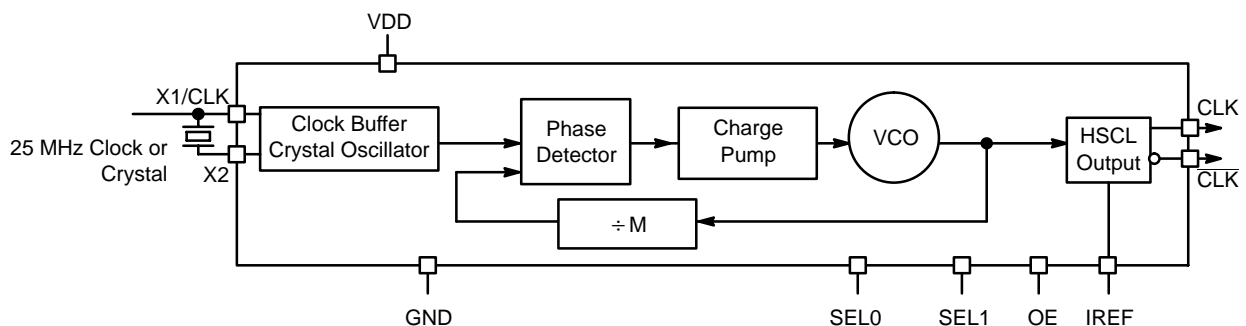 VDD
X1/CLK
25 MHz Clock or
Crystal
X2
Clock Buffer
Crystal Oscillator
Phase
Detector
Charge
Pump
VCO
÷ M
HSCL
Output
CLK
CLK
GND
SEL0
SEL1
OE
IREF